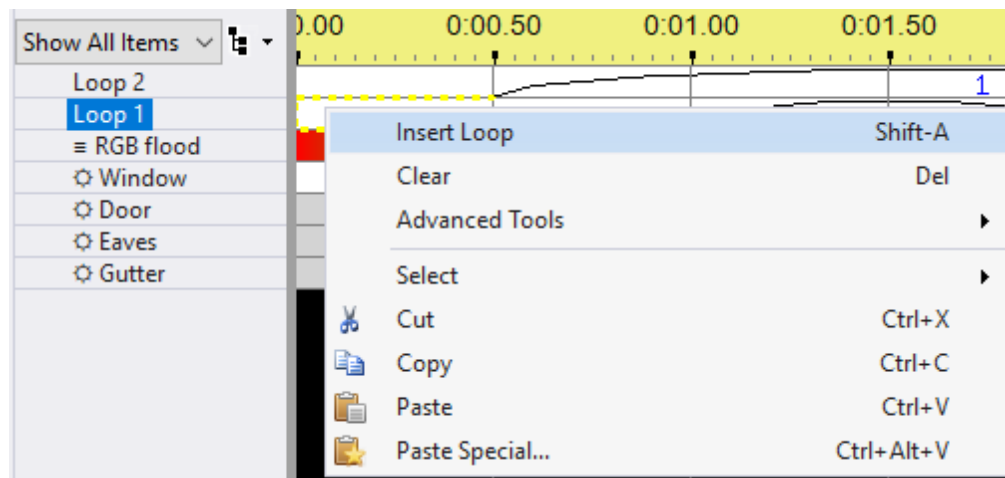 Show All Items
0.00 0:00.50 0:01.00 0:01.50
Loop 2
1
Loop 1
RGB flood
Window
Door
Eaves
Gutter
Insert Loop Shift-A
Clear Del
Advanced Tools
Select
Cut Ctrl+X
Copy Ctrl+C
Paste Ctrl+V
Paste Special... Ctrl+Alt+V